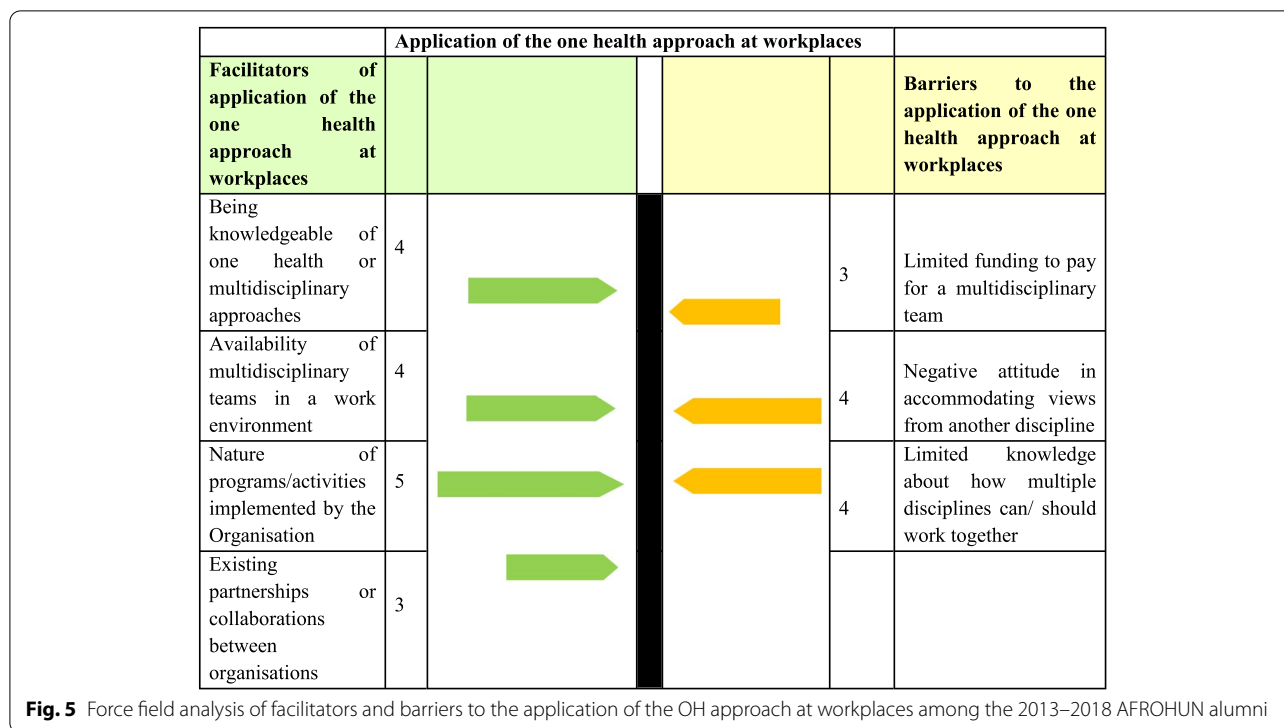 Application of the one health approach at workplaces
Facilitators of
application of the
one health
approach at
workplaces
Barriers to the
application of the one
health approach at
workplaces
Being
knowledgeable of
one health or
multidisciplinary
approaches
4
3
Limited funding to pay
for a multidisciplinary
team
Availability of
multidisciplinary
teams in a work
environment
4
4
Negative attitude in
accommodating views
from another discipline
Nature of
programs/activities
implemented by the
Organisation
5
4
Limited knowledge
about how multiple
disciplines can/ should
work together
Existing
partnerships or
collaborations
between
organisations
3
Fig. 5 Force field analysis of facilitators and barriers to the application of the OH approach at workplaces among the 2013–2018 AFROHUN alumni